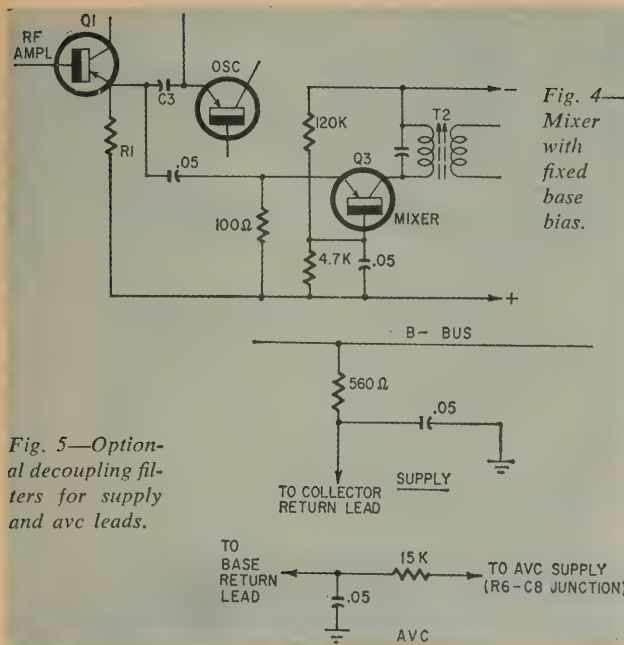 Q1
RF
AMPL
C3
OSC
R1
.05
100Ω
120K
Q3
MIXER
4.7K
.05
T2
−
+
Fig. 4—
Mixer
with
fixed
base
bias.
B− BUS
560Ω
.05
TO COLLECTOR
RETURN LEAD
SUPPLY
Fig. 5—Option-
al decoupling fil-
ters for supply
and avc leads.
TO
BASE
RETURN
LEAD
15K
.05
TO AVC SUPPLY
(R6-C8 JUNCTION)
AVC